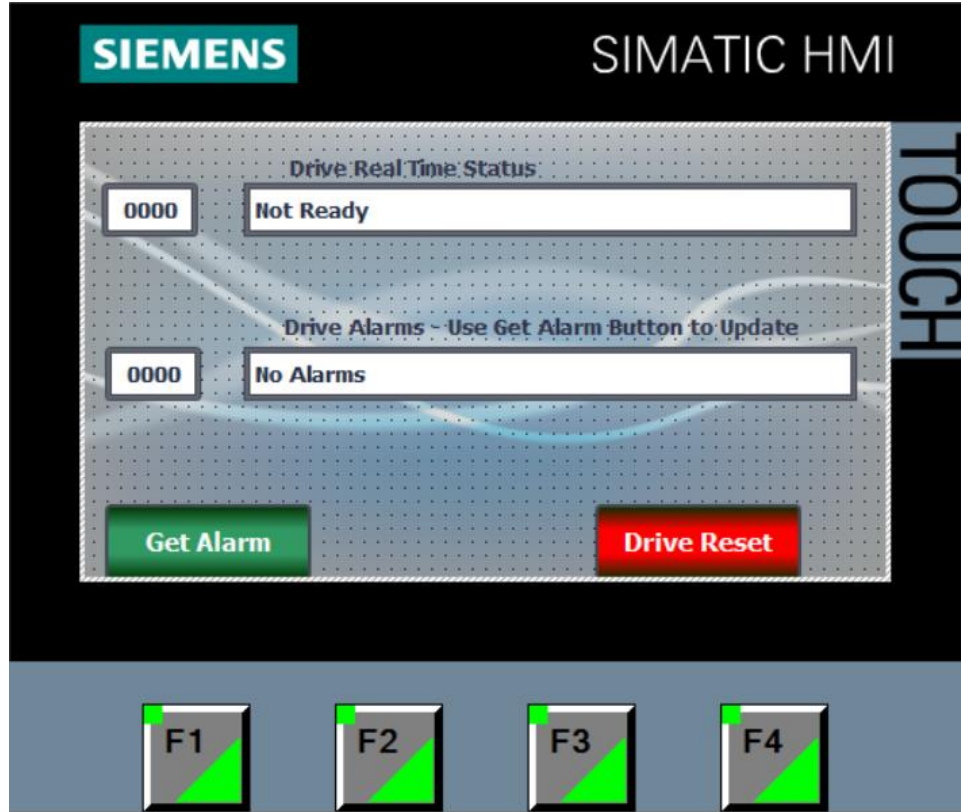 SIEMENS
SIMATIC HMI
TOUCH
Drive Real Time Status
0000
Not Ready
Drive Alarms - Use Get Alarm Button to Update
0000
No Alarms
Get Alarm
Drive Reset
F1
F2
F3
F4